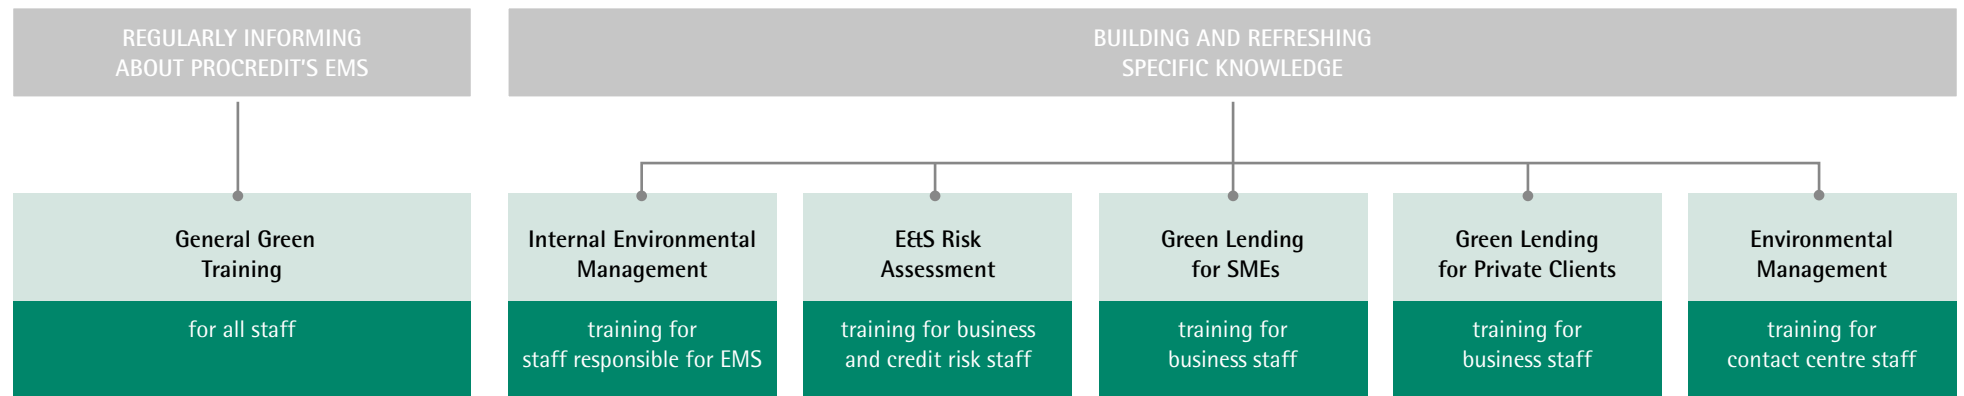 REGULARLY INFORMING
ABOUT PROCREDIT'S EMS
BUILDING AND REFRESHING
SPECIFIC KNOWLEDGE
General Green
Training
for all staff
Internal Environmental
Management
training for
staff responsible for EMS
E&S Risk
Assessment
training for business
and credit risk staff
Green Lending
for SMEs
training for
business staff
Green Lending
for Private Clients
training for
business staff
Environmental
Management
training for
contact centre staff